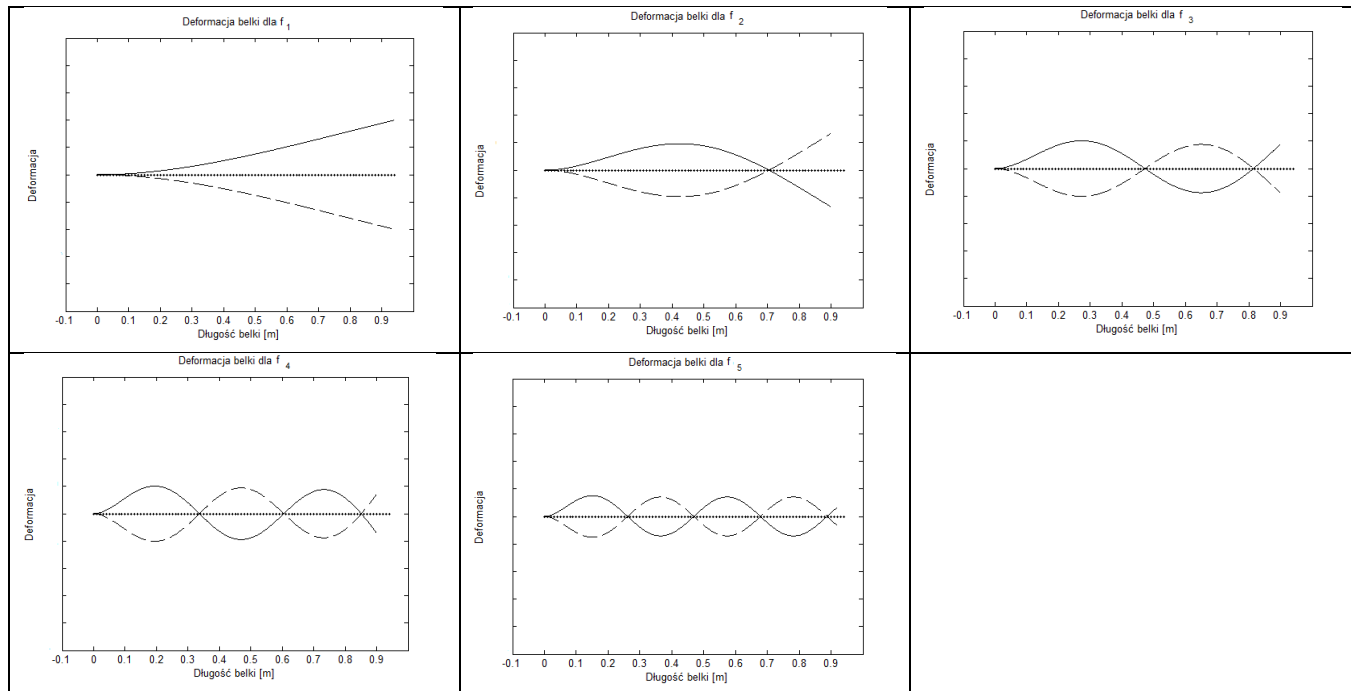 Deformacja belki dla f 1
Deformacja
-0.1 0 0.1 0.2 0.3 0.4 0.5 0.6 0.7 0.8 0.9
Długość belki [m]
Deformacja belki dla f 2
Deformacja
-0.1 0 0.1 0.2 0.3 0.4 0.5 0.6 0.7 0.8 0.9
Długość belki [m]
Deformacja belki dla f 3
Deformacja
-0.1 0 0.1 0.2 0.3 0.4 0.5 0.6 0.7 0.8 0.9
Długość belki [m]
Deformacja belki dla f 4
Deformacja
-0.1 0 0.1 0.2 0.3 0.4 0.5 0.6 0.7 0.8 0.9
Długość belki [m]
Deformacja belki dla f 5
Deformacja
-0.1 0 0.1 0.2 0.3 0.4 0.5 0.6 0.7 0.8 0.9
Długość belki [m]